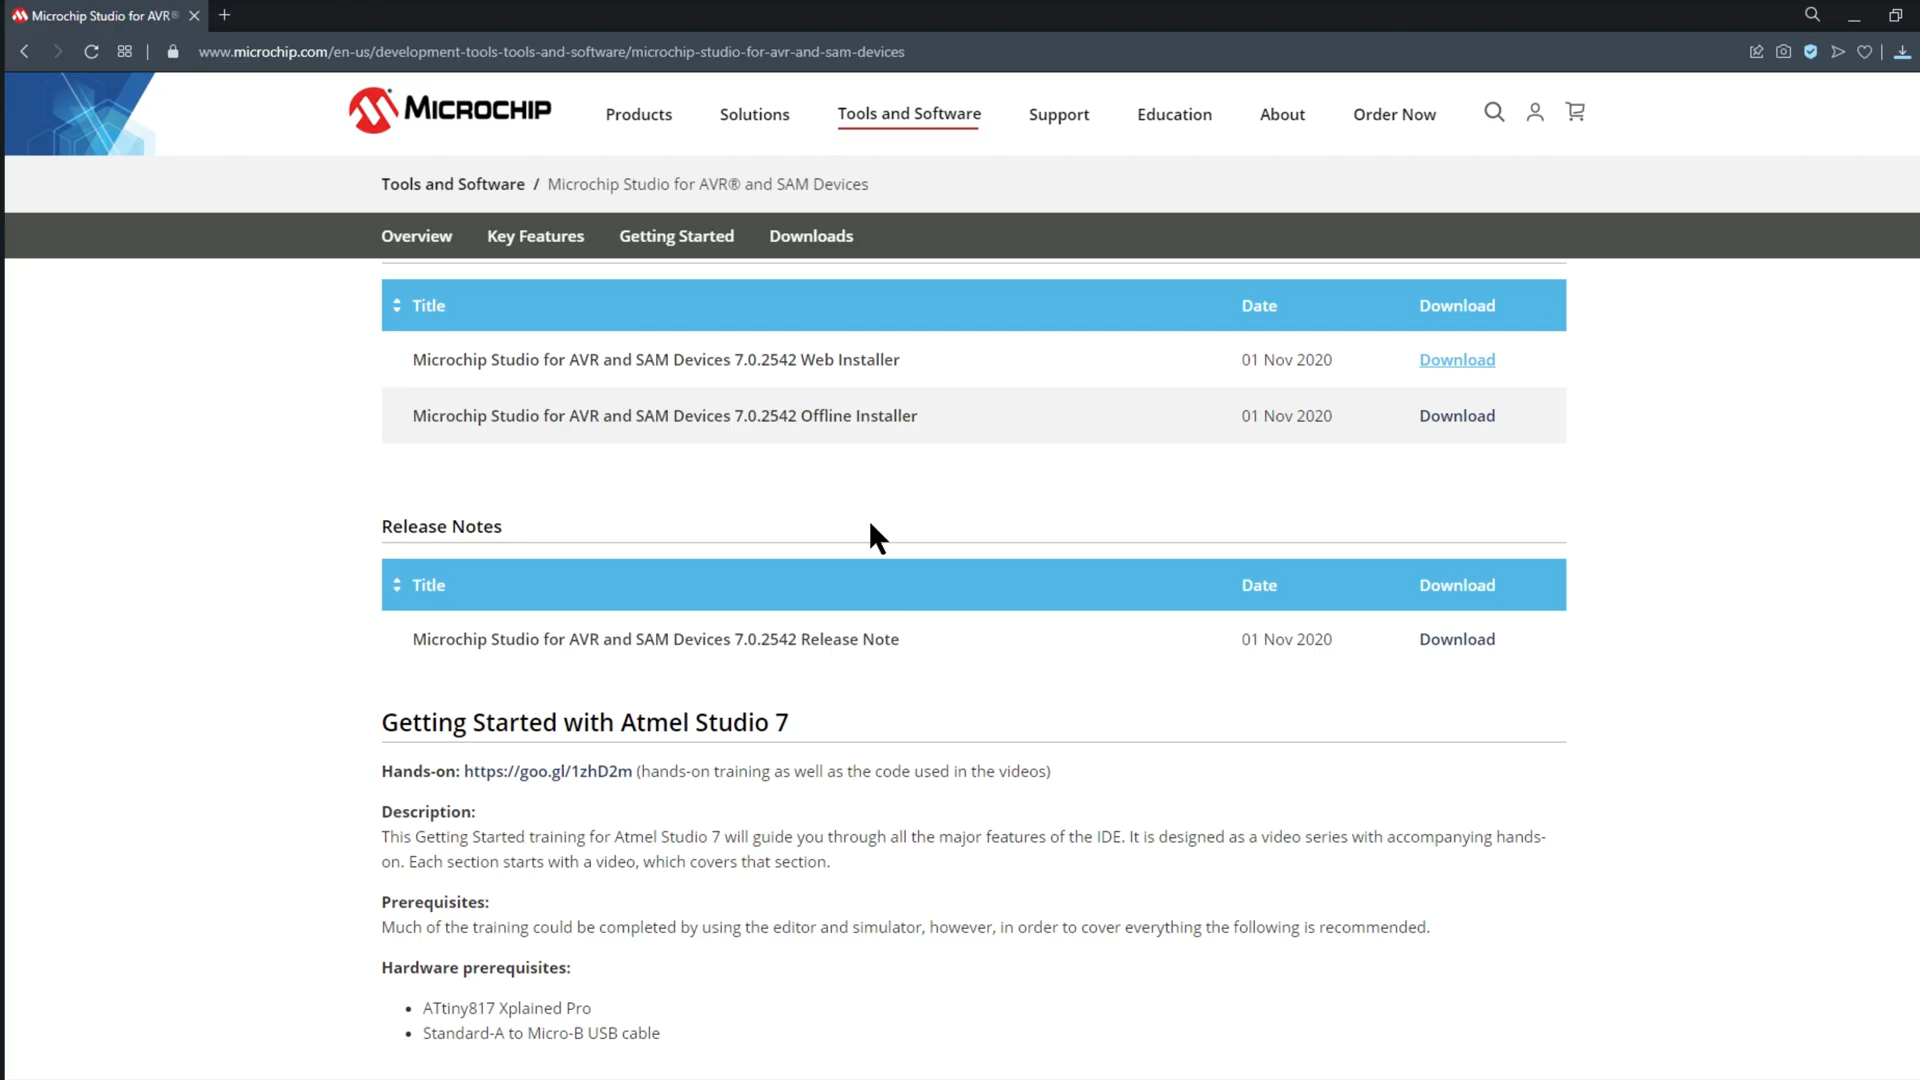 Microchip Studio for AVR®
www.microchip.com/en-us/development-tools-tools-and-software/microchip-studio-for-avr-and-sam-devices
MICROCHIP Products Solutions Tools and Software Support Education About Order Now
Tools and Software / Microchip Studio for AVR® and SAM Devices
Overview Key Features Getting Started Downloads
Title Date Download
Microchip Studio for AVR and SAM Devices 7.0.2542 Web Installer 01 Nov 2020 Download
Microchip Studio for AVR and SAM Devices 7.0.2542 Offline Installer 01 Nov 2020 Download
Release Notes
Title Date Download
Microchip Studio for AVR and SAM Devices 7.0.2542 Release Note 01 Nov 2020 Download
Getting Started with Atmel Studio 7
Hands-on: https://goo.gl/1zhD2m (hands-on training as well as the code used in the videos)
Description:
This Getting Started training for Atmel Studio 7 will guide you through all the major features of the IDE. It is designed as a video series with accompanying hands-
on. Each section starts with a video, which covers that section.
Prerequisites:
Much of the training could be completed by using the editor and simulator, however, in order to cover everything the following is recommended.
Hardware prerequisites:
• ATtiny817 Xplained Pro
• Standard-A to Micro-B USB cable